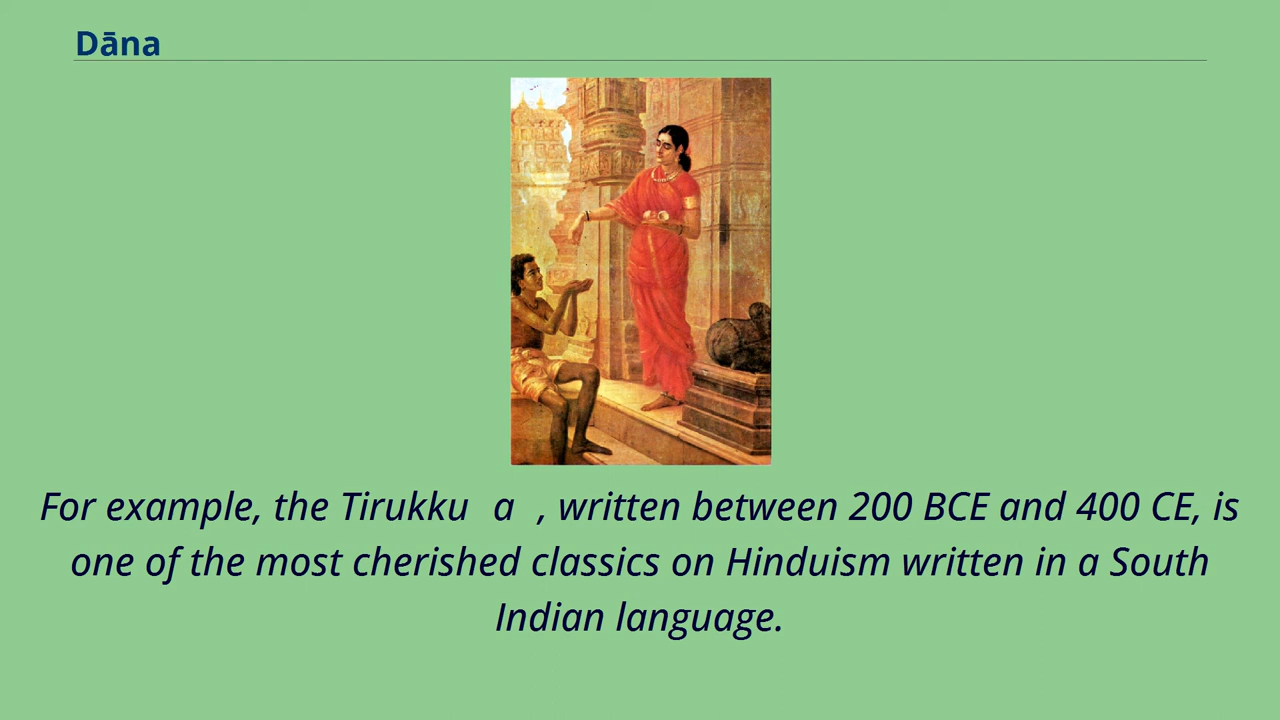 Dāna
For example, the Tirukku a , written between 200 BCE and 400 CE, is
one of the most cherished classics on Hinduism written in a South
Indian language.